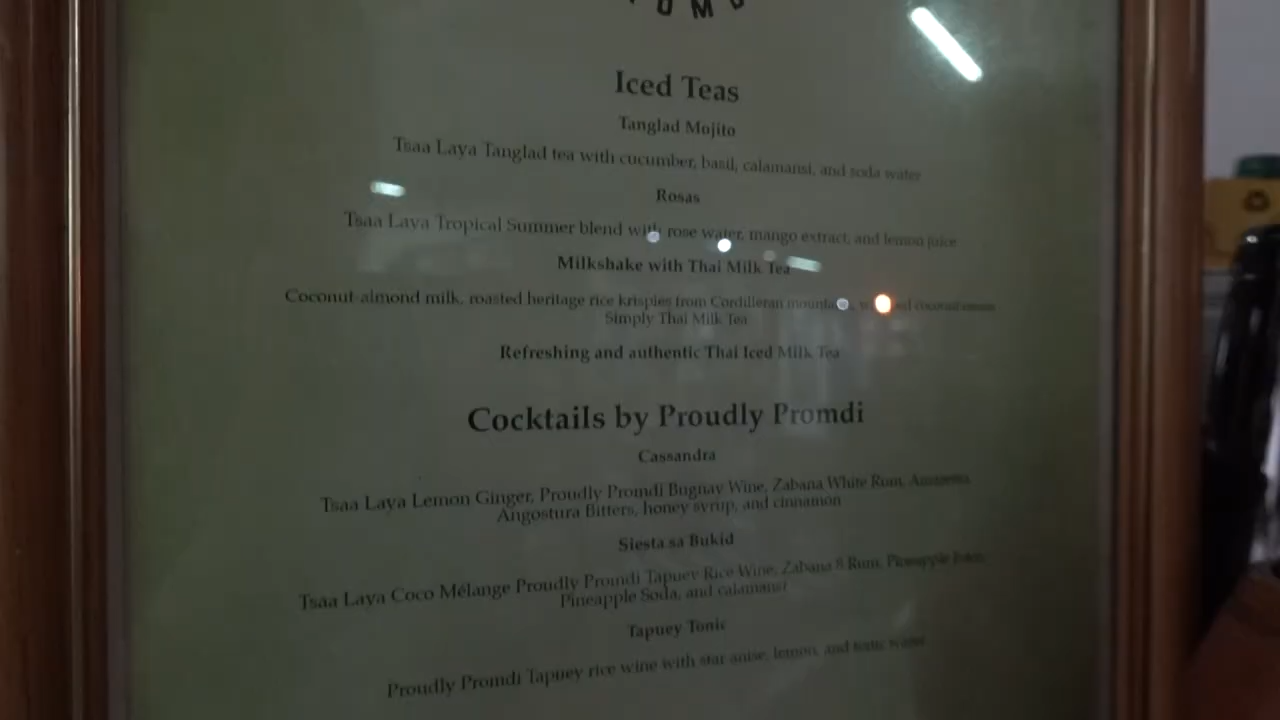 Iced Teas
Tanglad Mojito
Tsaa Laya Tanglad tea with cucumber, basil, calamansi, and soda water
Rosas
Tsaa Laya Tropical Summer blend with rose water, mango extract, and lemon juice
Milkshake with Thai Milk Tea
Coconut-almond milk, roasted heritage rice krispies from Cordilleran mountains, coconut
Simply Thai Milk Tea
Refreshing and authentic Thai Iced Milk Tea
Cocktails by Proudly Promdi
Cassandra
Tsaa Laya Lemon Ginger, Proudly Promdi Bugnay Wine, Zabana White Rum,
Angostura Bitters, honey syrup, and cinnamon
Siesta sa Bukid
Tsaa Laya Coco Mélange Proudly Promdi Tapuey Rice Wine, Zabana 8 Rum, Pineapple Juice,
Pineapple Soda, and calamansi
Tapuey Tonic
Proudly Promdi Tapuey rice wine with star anise, lemon, and tonic water